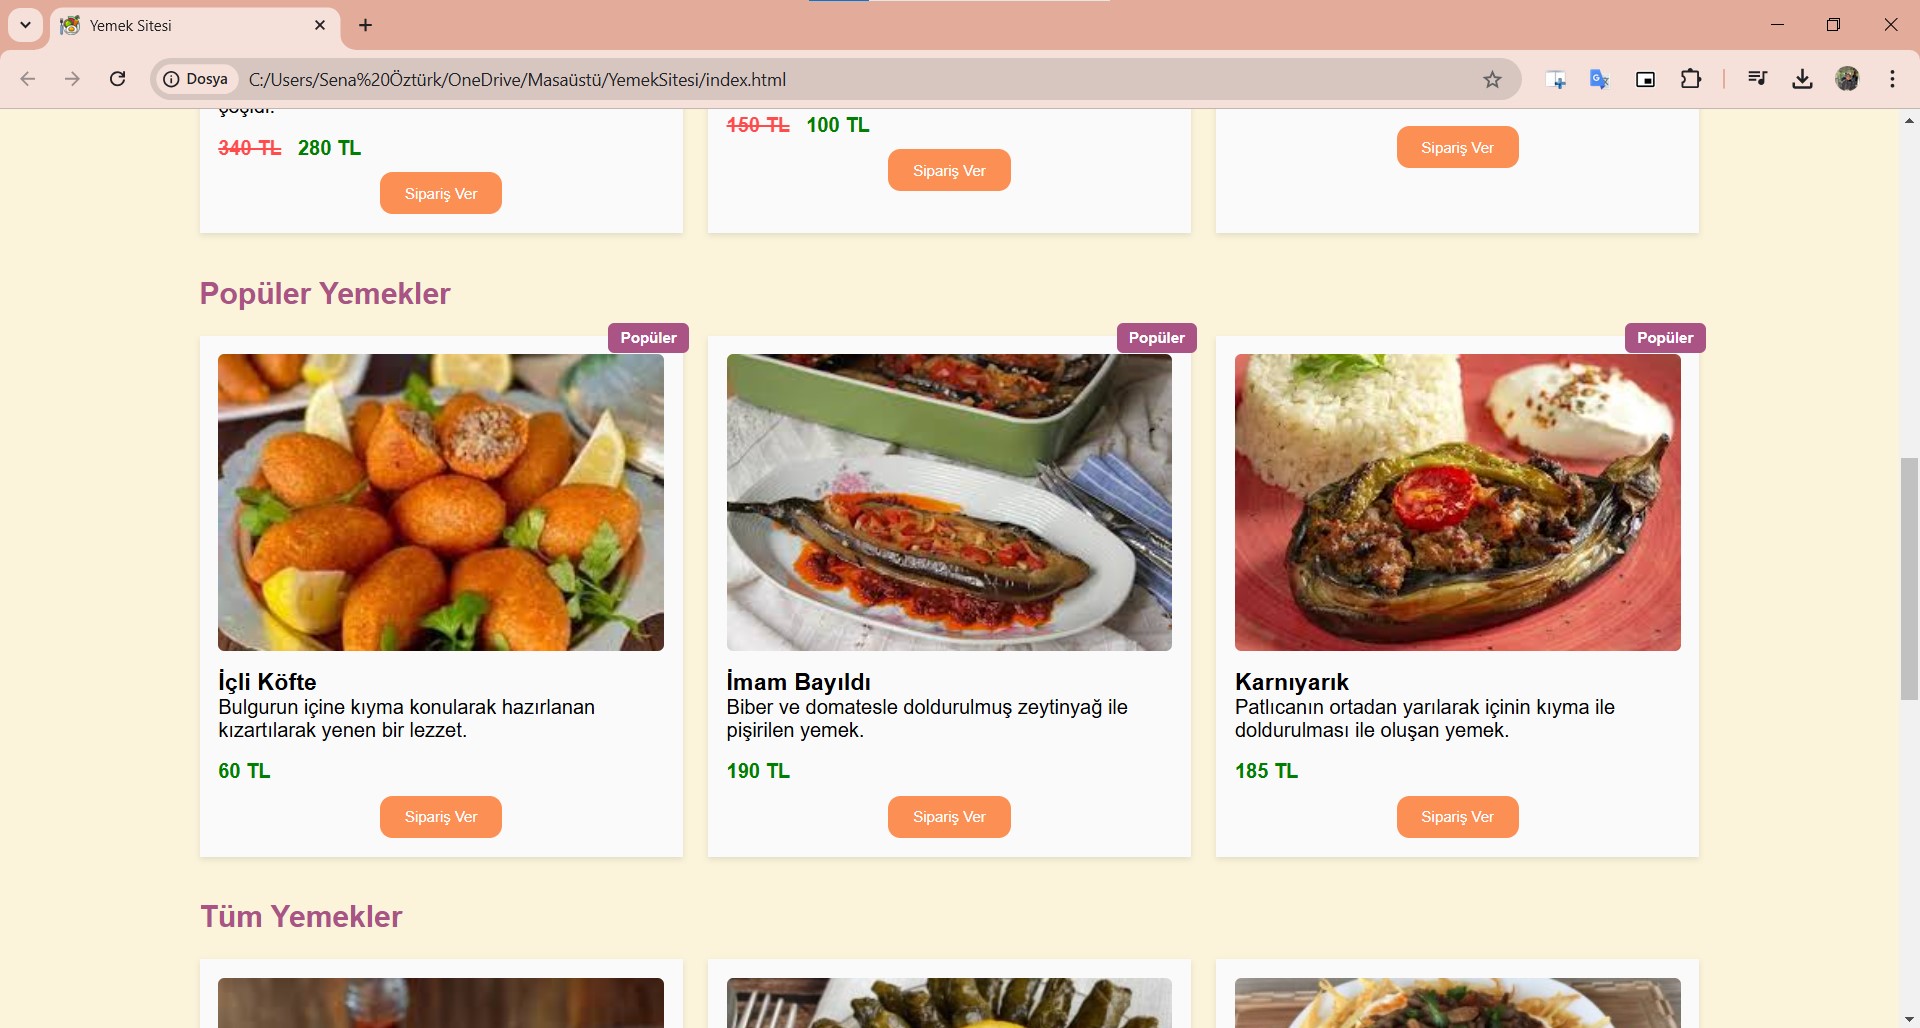 Yemek Sitesi
Dosya
C:/Users/Sena%20Öztürk/OneDrive/Masaüstü/YemekSitesi/index.html
150 TL 100 TL
340 TL 280 TL
Sipariş Ver
Sipariş Ver
Sipariş Ver
Popüler Yemekler
Popüler
Popüler
Popüler
İçli Köfte
Bulgurun içine kıyma konularak hazırlanan
kızartılarak yenen bir lezzet.
60 TL
Sipariş Ver
İmam Bayıldı
Biber ve domatesle doldurulmuş zeytinyağ ile
pişirilen yemek.
190 TL
Sipariş Ver
Karnıyarık
Patlıcanın ortadan yarılarak içinin kıyma ile
doldurulması ile oluşan yemek.
185 TL
Sipariş Ver
Tüm Yemekler